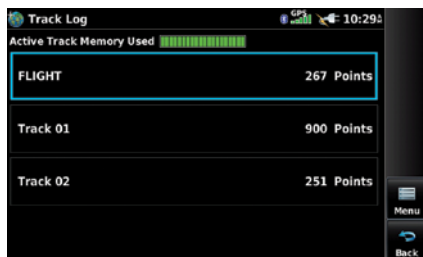 Track Log GPS 10:29
Active Track Memory Used
FLIGHT 267 Points
Track 01 900 Points
Track 02 251 Points
Menu
Back